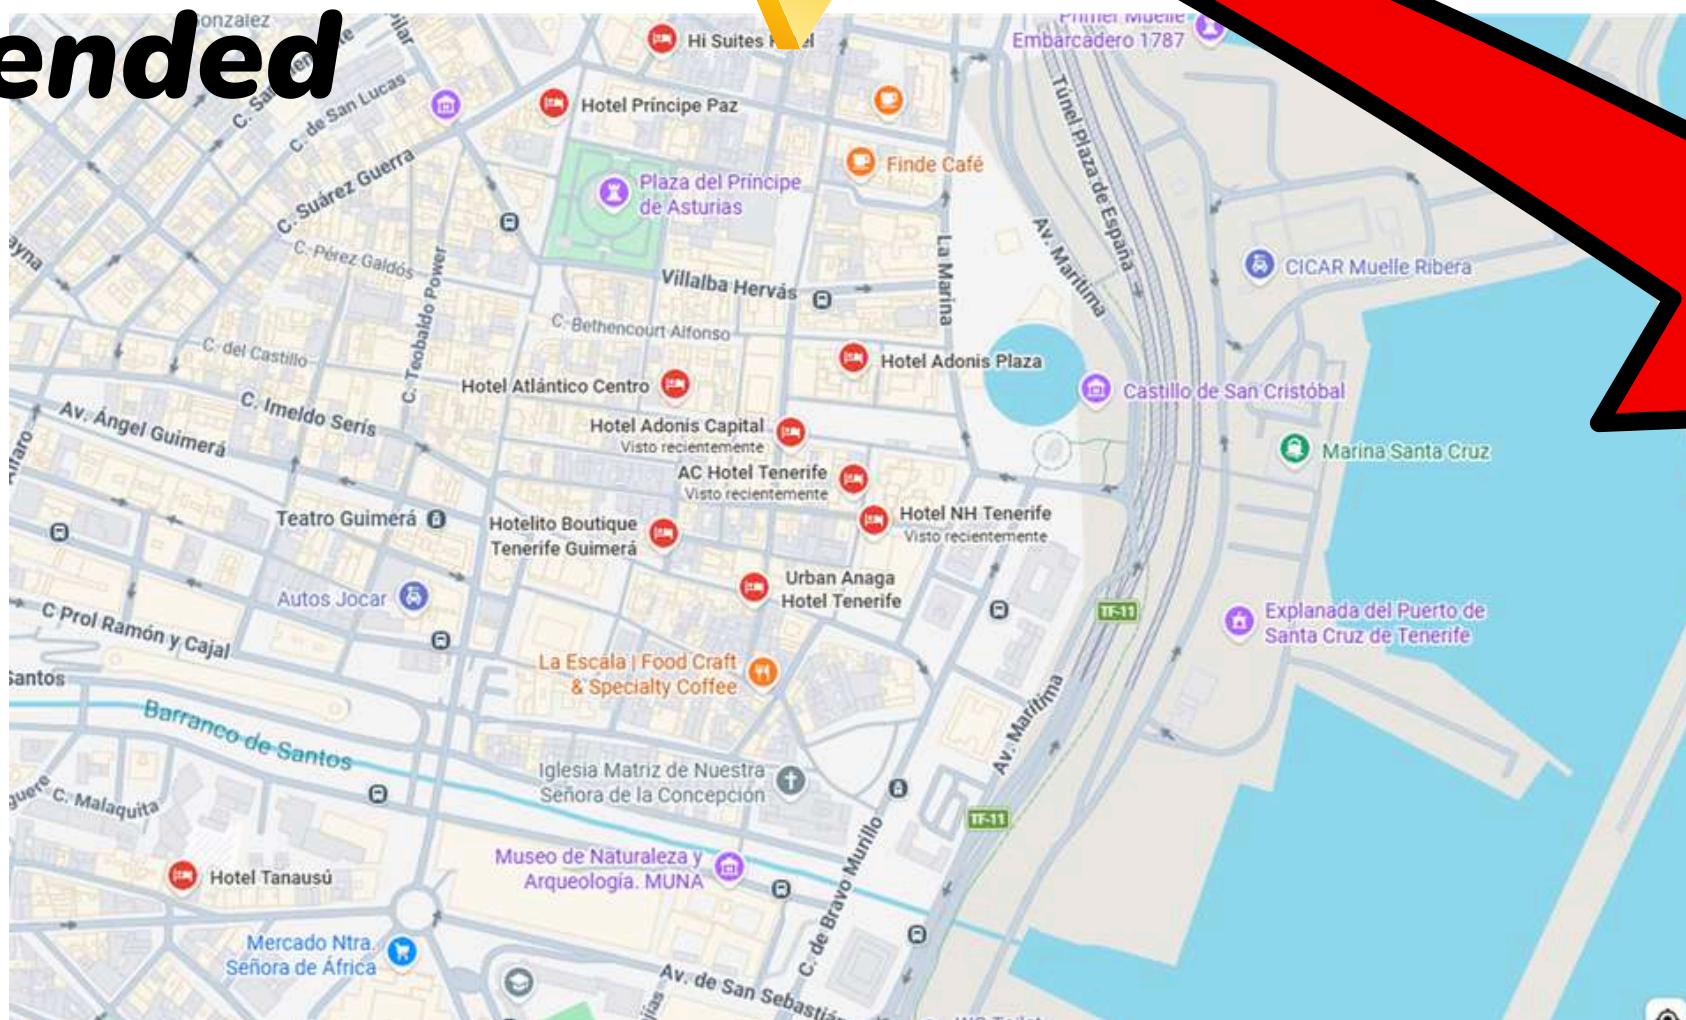 ended
C. de San Lucas
C. Suárez Guerra
C. Pérez Galdós
C. Teobaldo Power
Hi Suites
Hotel Príncipe Paz
Plaza del Príncipe
de Asturias
Finde Café
Embarcadero 1787
Túnel Plaza de España
Av. Marítima
La Marina
CICAR Muelle Ribera
Villalba Hervás
C. Bethencourt Alfonso
C. del Castillo
C. Imeldo Serís
Av. Ángel Guimerá
Hotel Adonis Plaza
Hotel Atlántico Centro
Castillo de San Cristóbal
Hotel Adonis Capital
Visto recientemente
Marina Santa Cruz
AC Hotel Tenerife
Visto recientemente
Hotel NH Tenerife
Visto recientemente
Teatro Guimerá
Hotelito Boutique
Tenerife Guimerá
Urban Anaga
Hotel Tenerife
Autos Jocar
TF-11
Explanada del Puerto de
Santa Cruz de Tenerife
C Prol Ramón y Cajal
santos
La Escala | Food Craft
& Specialty Coffee
Barranco de Santos
Av. Marítima
Iglesia Matriz de Nuestra
Señora de la Concepción
C. Malaquita
TF-11
Museo de Naturaleza y
Arqueología. MUNA
C. de Bravo Murillo
Hotel Tanausú
Mercado Ntra.
Señora de África
Av. de San Sebastián